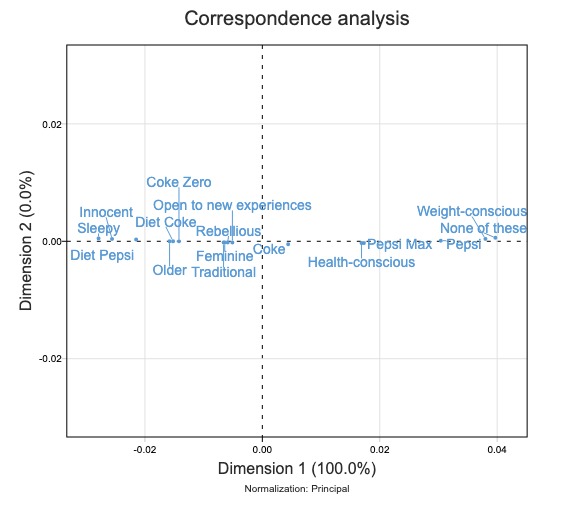 Correspondence analysis
Dimension 2 (0.0%)
0.02
0.00
-0.02
Coke Zero
Innocent
Open to new experiences
Weight-conscious
Sleepy
Diet Coke
Rebellious
None of these
Diet Pepsi
Feminine
Coke
Pepsi Max
Pepsi
Older
Traditional
Health-conscious
-0.02
0.00
0.02
0.04
Dimension 1 (100.0%)
Normalization: Principal